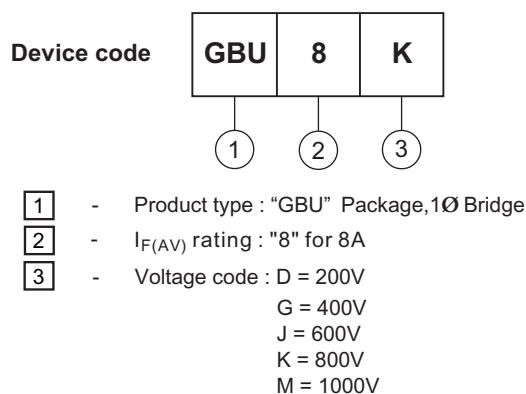 Device code GBU 8 K
1 2 3
1 - Product type : “GBU” Package,1Ø Bridge
2 - IF(AV) rating : "8" for 8A
3 - Voltage code : D = 200V
G = 400V
J = 600V
K = 800V
M = 1000V